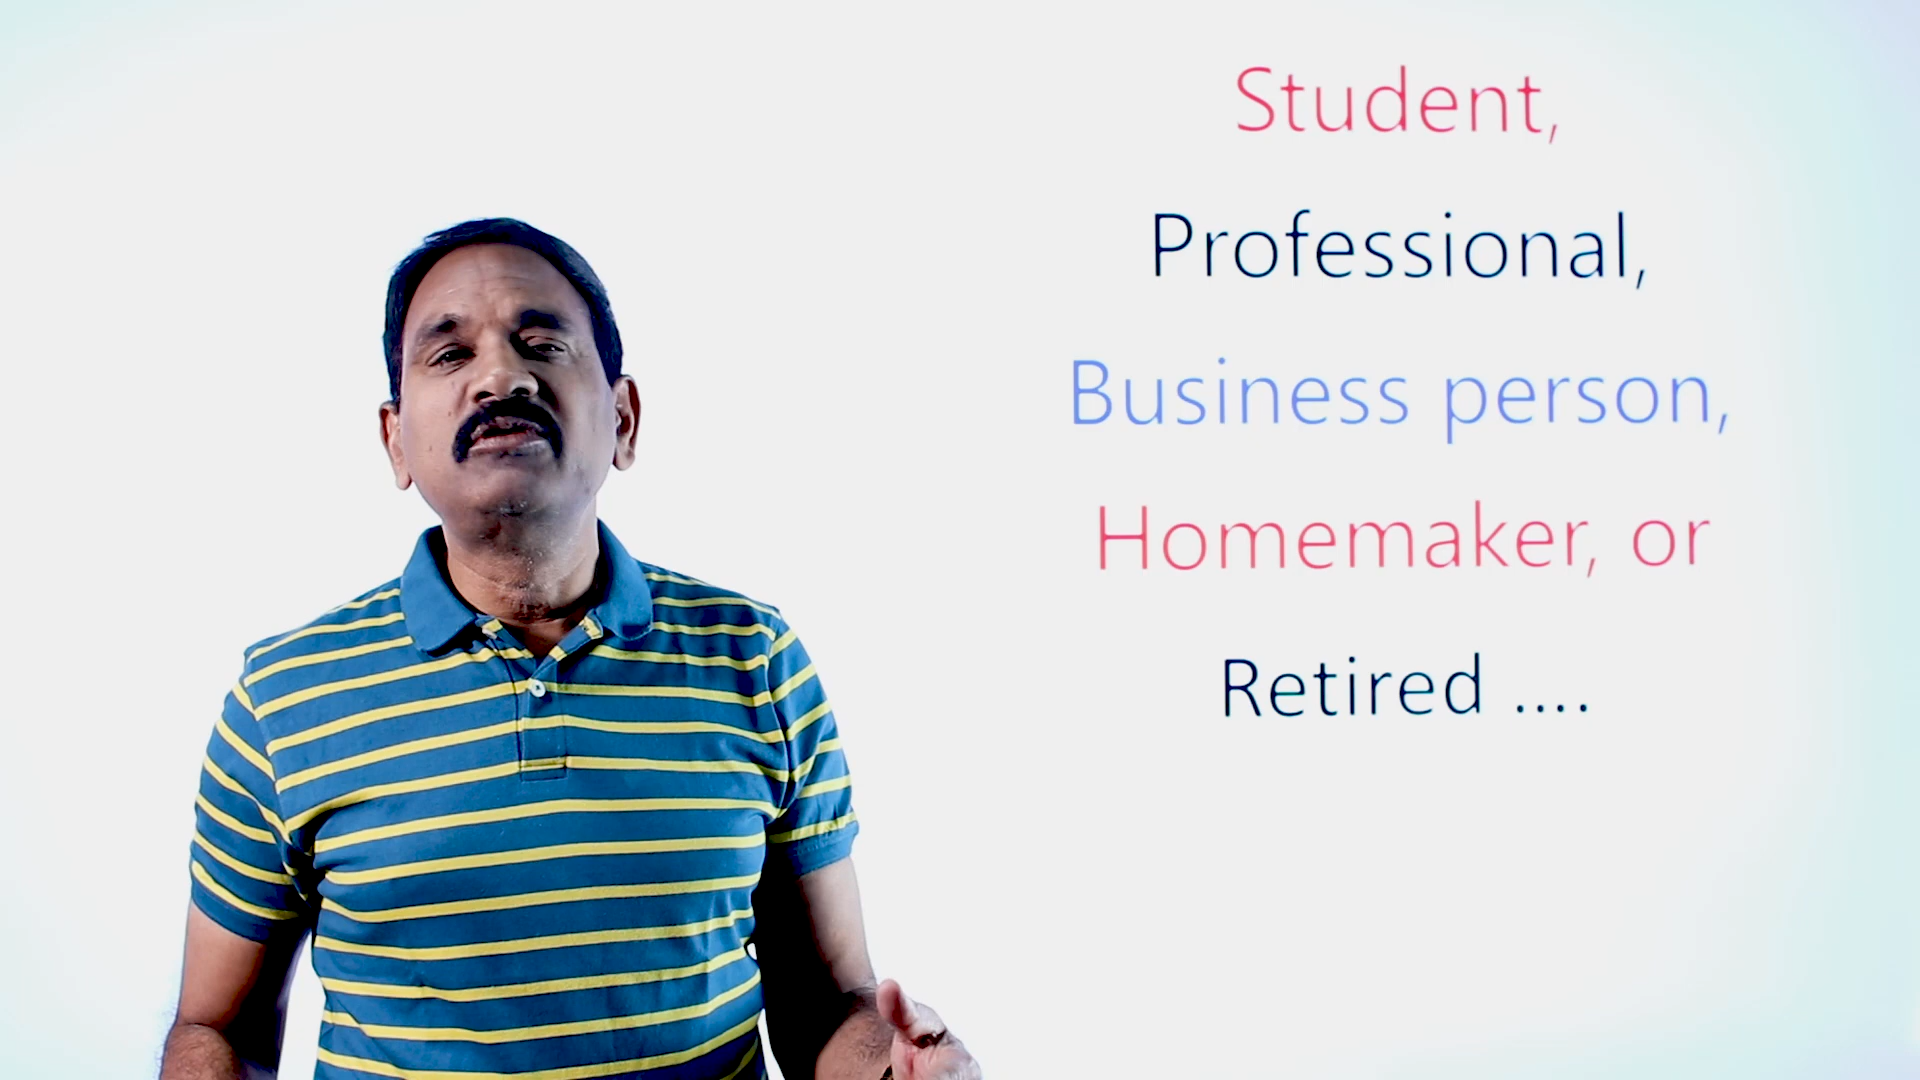 Student,
Professional,
Business person,
Homemaker, or
Retired ....